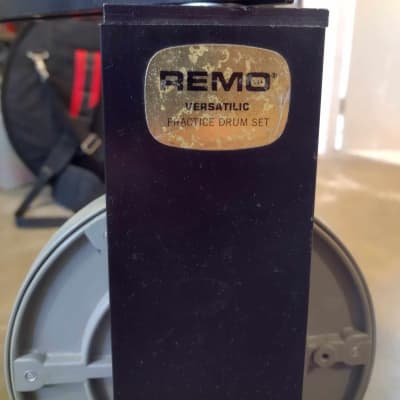 REMO®
VERSATILIC
PRACTICE DRUM SET